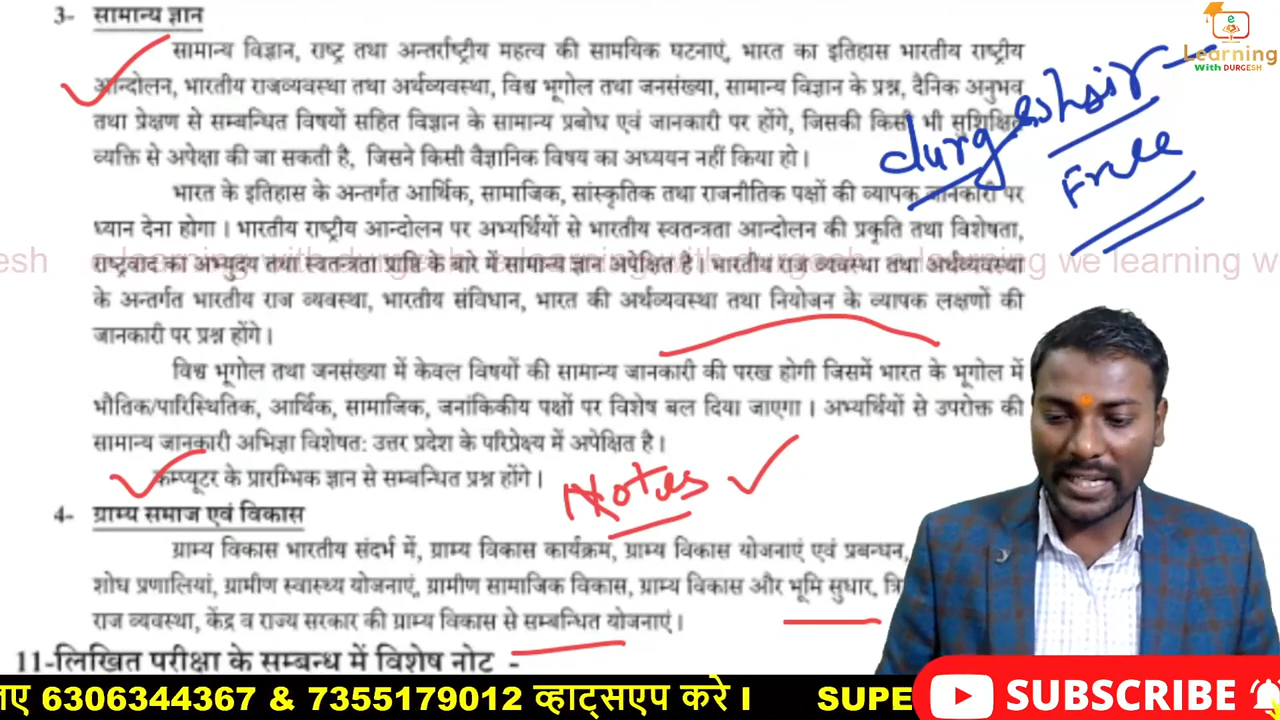 3- सामान्य ज्ञान
सामान्य विज्ञान, राष्ट्र तथा अन्तर्राष्ट्रीय महत्व की सामयिक घटनाएं, भारत का इतिहास भारतीय राष्ट्रीय
आन्दोलन, भारतीय राजव्यवस्था तथा अर्थव्यवस्था, विश्व भूगोल तथा जनसंख्या, सामान्य विज्ञान के प्रश्न, दैनिक अनुभव
तथा प्रेक्षण से सम्बन्धित विषयों सहित विज्ञान के सामान्य प्रबोध एवं जानकारी पर होंगे, जिसकी किसी भी सुशिक्षित
व्यक्ति से अपेक्षा की जा सकती है, जिसने किसी वैज्ञानिक विषय का अध्ययन नहीं किया हो।
भारत के इतिहास के अन्तर्गत आर्थिक, सामाजिक, सांस्कृतिक तथा राजनीतिक पक्षों की व्यापक जानकारी पर
ध्यान देना होगा। भारतीय राष्ट्रीय आन्दोलन पर अभ्यर्थियों से भारतीय स्वतन्त्रता आन्दोलन की प्रकृति तथा विशेषता,
राष्ट्रवाद का अभ्युदय तथा स्वतन्त्रता प्राप्ति के बारे में सामान्य ज्ञान अपेक्षित है। भारतीय राज व्यवस्था तथा अर्थव्यवस्था
के अन्तर्गत भारतीय राज व्यवस्था, भारतीय संविधान, भारत की अर्थव्यवस्था तथा नियोजन के व्यापक लक्षणों की
जानकारी पर प्रश्न होंगे।
विश्व भूगोल तथा जनसंख्या में केवल विषयों की सामान्य जानकारी की परख होगी जिसमें भारत के भूगोल में
भौतिक/पारिस्थितिक, आर्थिक, सामाजिक, जनांकिकीय पक्षों पर विशेष बल दिया जाएगा। अभ्यर्थियों से उपरोक्त की
सामान्य जानकारी अभिज्ञा विशेषत: उत्तर प्रदेश के परिप्रेक्ष्य में अपेक्षित है।
कम्प्यूटर के प्रारम्भिक ज्ञान से सम्बन्धित प्रश्न होंगे।
Notes
4- ग्राम्य समाज एवं विकास
ग्राम्य विकास भारतीय संदर्भ में, ग्राम्य विकास कार्यक्रम, ग्राम्य विकास योजनाएं एवं प्रबन्धन,
शोध प्रणालियां, ग्रामीण स्वास्थ्य योजनाएं, ग्रामीण सामाजिक विकास, ग्राम्य विकास और भूमि सुधार,
राज व्यवस्था, केंद्र व राज्य सरकार की ग्राम्य विकास से सम्बन्धित योजनाएं।
11-लिखित परीक्षा के सम्बन्ध में विशेष नोट -
durgeshsir
Free
e
Learning
With DURGESH
esh e learning with durgesh e learning we learning w
6306344367 & 7355179012 व्हाट्सएप करे I SUPE
SUBSCRIBE